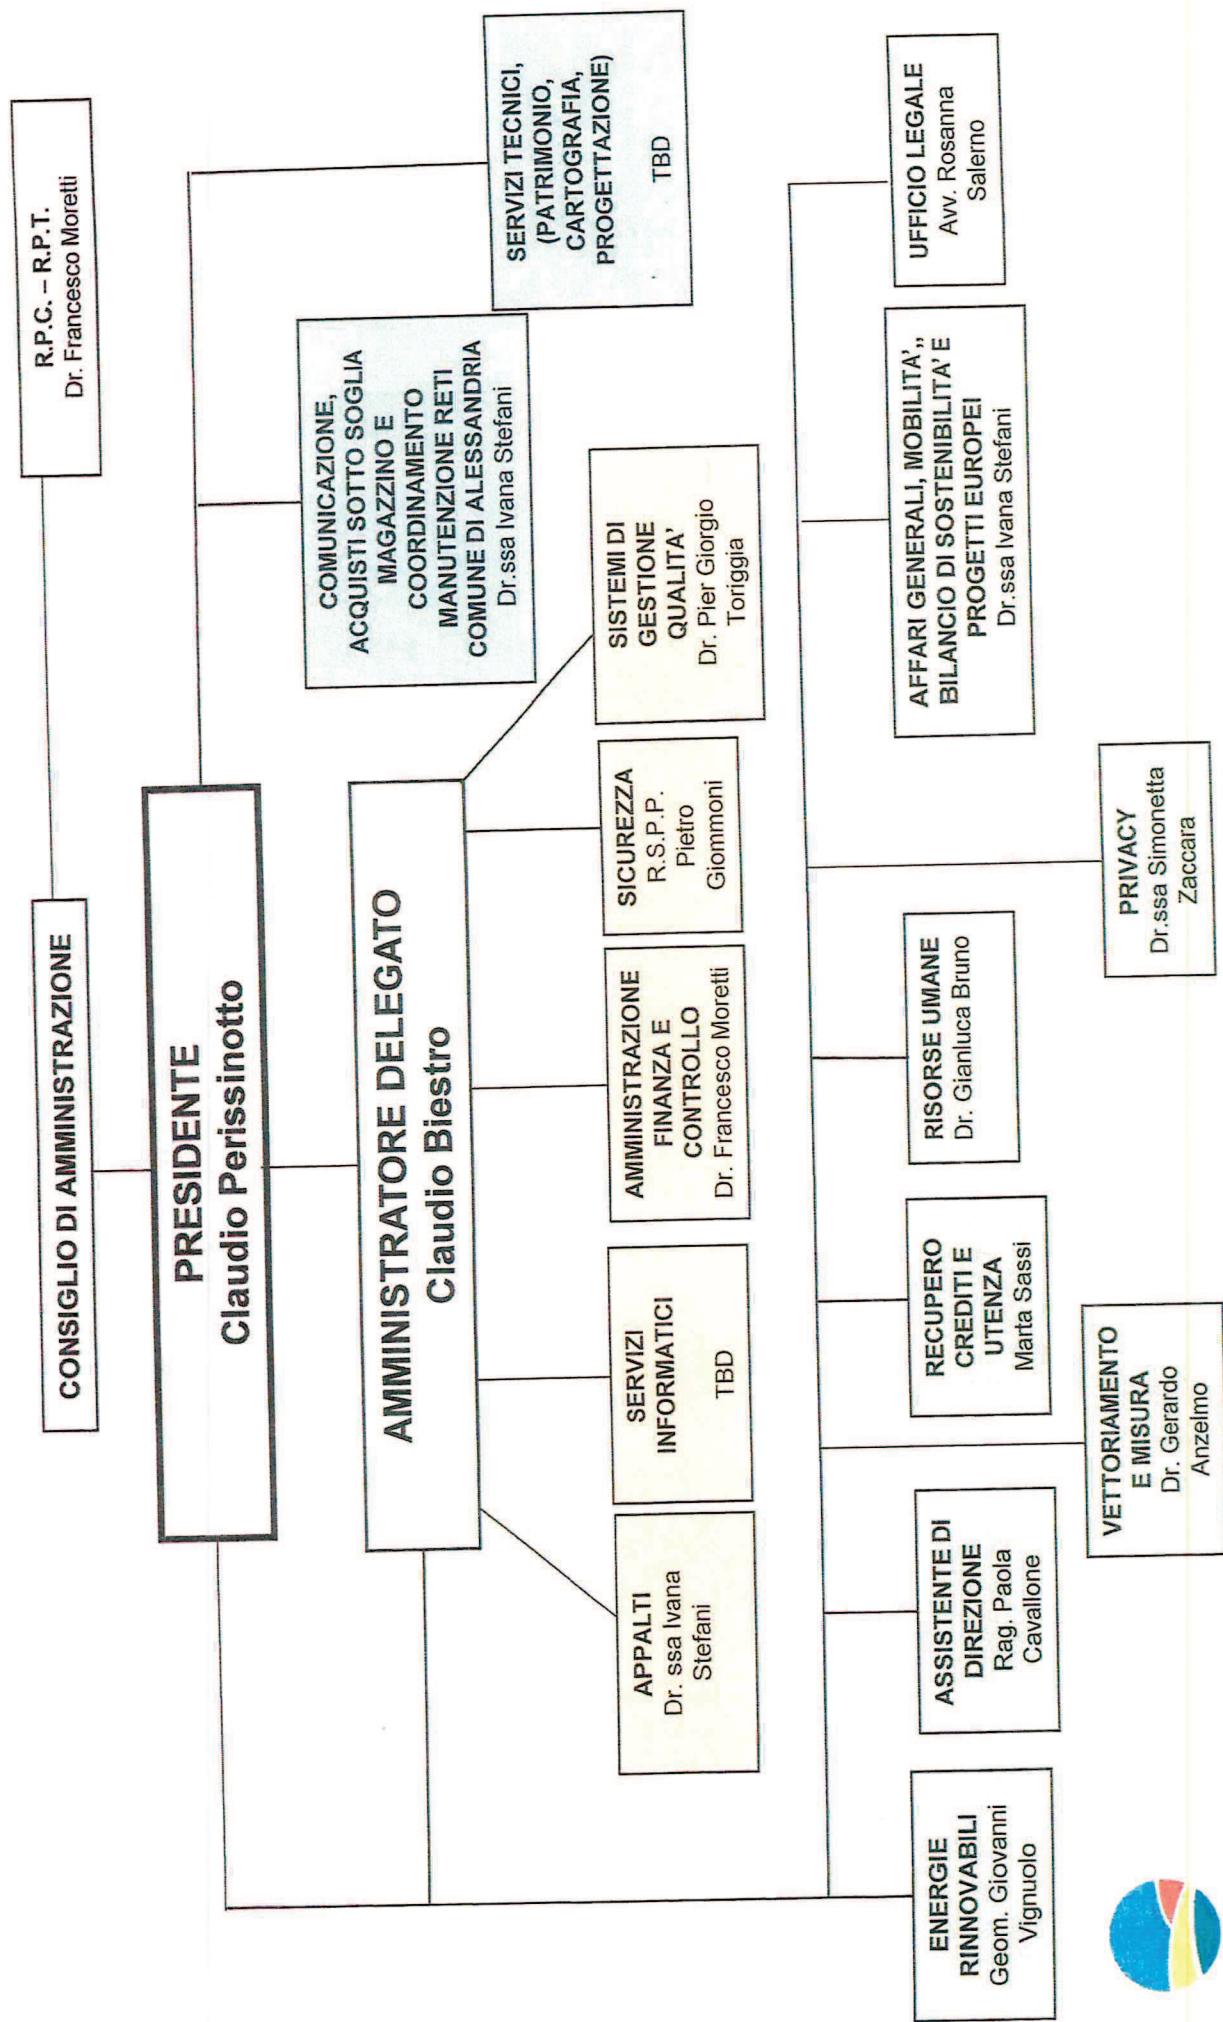 R.P.C. – R.P.T.
Dr. Francesco Moretti
CONSIGLIO DI AMMINISTRAZIONE
PRESIDENTE
Claudio Perissinotto
AMMINISTRATORE DELEGATO
Claudio Biestro
COMUNICAZIONE,
ACQUISTI SOTTO SOGLIA
MAGAZZINO E
COORDINAMENTO
MANUTENZIONE RETI
COMUNE DI ALESSANDRIA
Dr.ssa Ivana Stefani
SERVIZI TECNICI,
(PATRIMONIO,
CARTOGRAFIA,
PROGETTAZIONE)
TBD
APPALTI
Dr. ssa Ivana
Stefani
SERVIZI
INFORMATICI
TBD
AMMINISTRAZIONE
FINANZA E
CONTROLLO
Dr. Francesco Moretti
SICUREZZA
R.S.P.P.
Pietro
Giommoni
SISTEMI DI
GESTIONE
QUALITA'
Dr. Pier Giorgio
Toriggia
ENERGIE
RINNOVABILI
Geom. Giovanni
Vignuolo
ASSISTENTE DI
DIREZIONE
Rag. Paola
Cavallone
VETTORIAMENTO
E MISURA
Dr. Gerardo
Anzelmo
RECUPERO
CREDITI E
UTENZA
Marta Sassi
RISORSE UMANE
Dr. Gianluca Bruno
PRIVACY
Dr.ssa Simonetta
Zaccara
AFFARI GENERALI, MOBILITA',,
BILANCIO DI SOSTENIBILITA' E
PROGETTI EUROPEI
Dr.ssa Ivana Stefani
UFFICIO LEGALE
Avv. Rosanna
Salerno